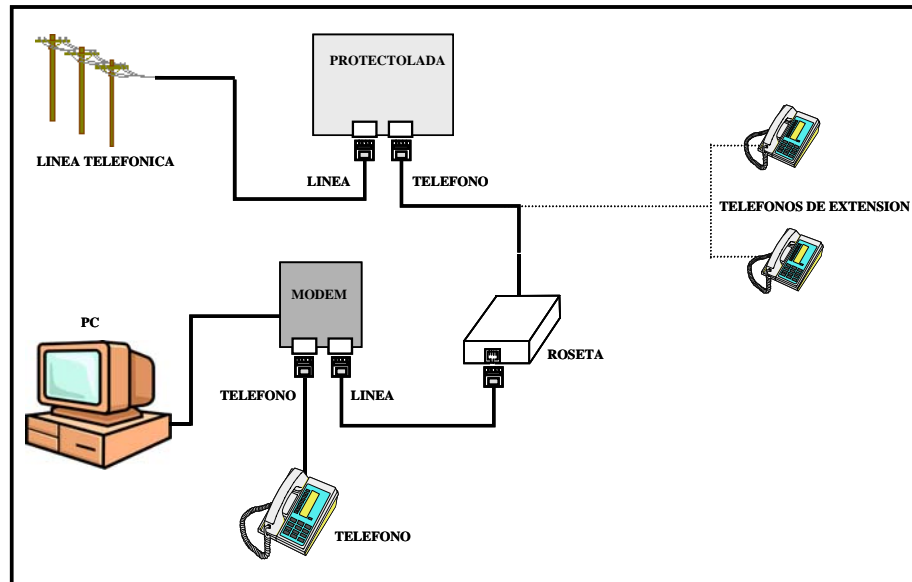 PROTECTOLADA
LINEA TELEFONICA
LINEA
TELEFONO
TELEFONOS DE EXTENSION
MODEM
PC
ROSETA
TELEFONO
LINEA
TELEFONO